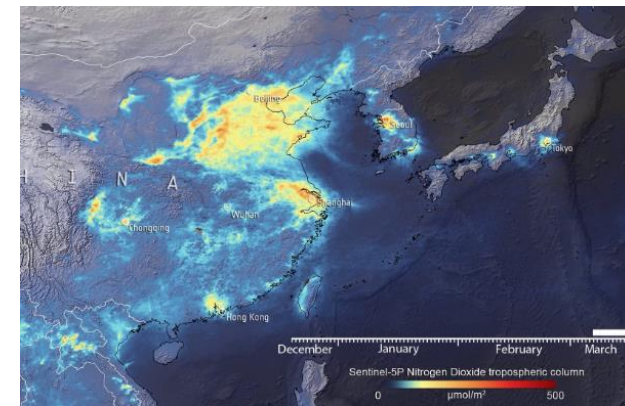 Beijing
Seoul
Tokyo
H I N A
Wuhan
Shanghai
Chongqing
Hong Kong
December January February March
Sentinel-5P Nitrogen Dioxide tropospheric column
0 µmol/m² 500